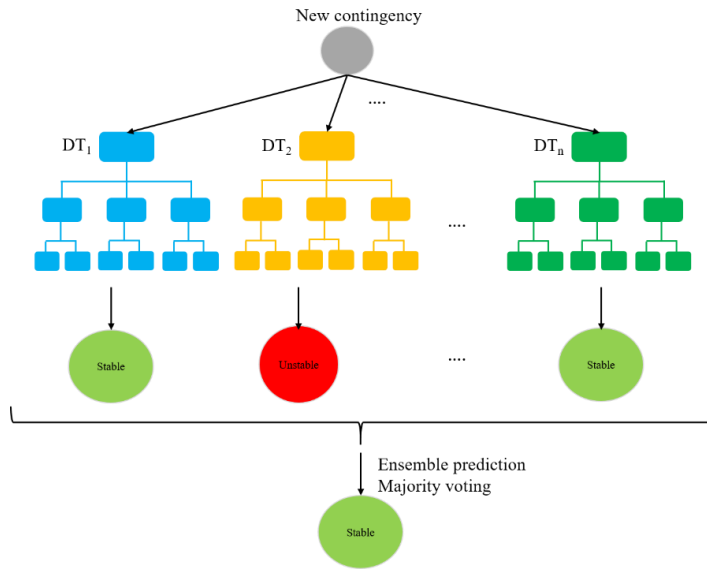 New contingency
....
DT1
DT2
DTn
....
Stable
Unstable
....
Stable
Ensemble prediction
Majority voting
Stable